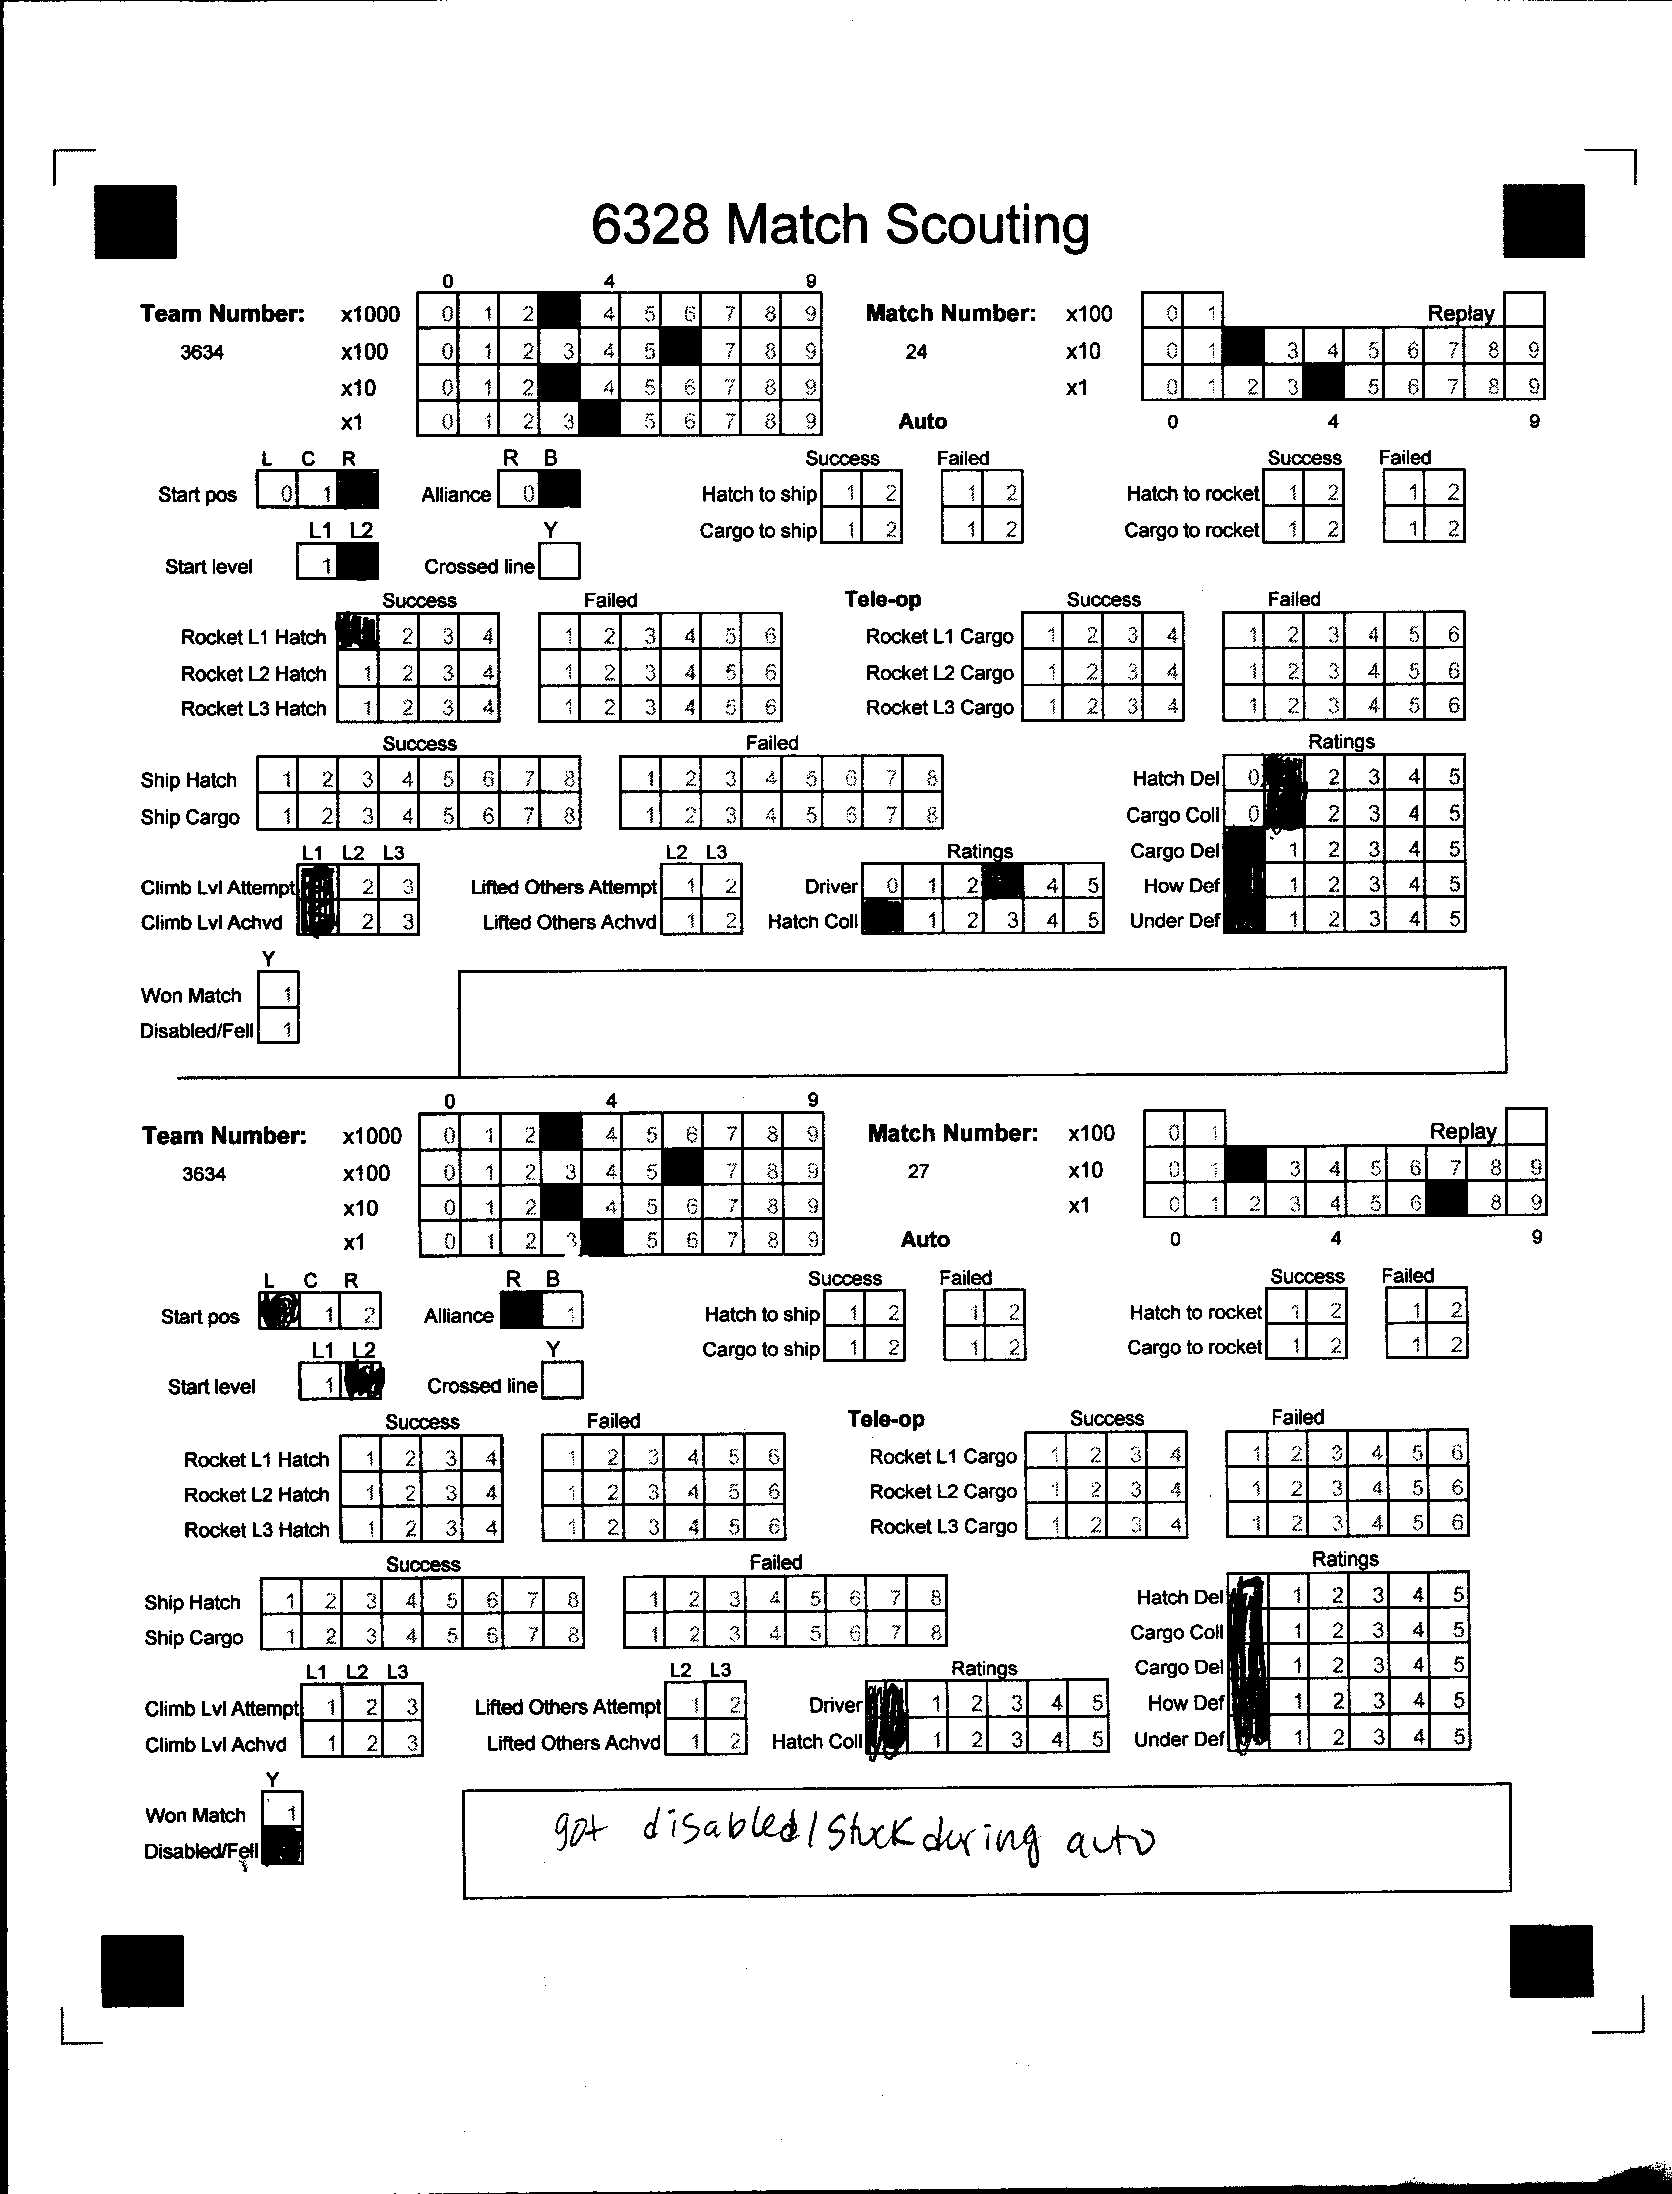 6328 Match Scouting
0 4 9
Team Number: x1000 0 1 2 4 5 6 7 8 9 Match Number: x100 0 1 Replay
3634 x100 0 1 2 3 4 5 7 8 9 24 x10 0 1 3 4 5 6 7 8 9
x10 0 1 2 4 5 6 7 8 9 x1 0 1 2 3 5 6 7 8 9
x1 0 1 2 3 5 6 7 8 9 Auto 0 4 9
L C R R B Success Failed Success Failed
Start pos 0 1 Alliance 0 Hatch to ship 1 2 1 2 Hatch to rocket 1 2 1 2
L1 L2 Y Cargo to ship 1 2 1 2 Cargo to rocket 1 2 1 2
Start level 1 Crossed line
Success Failed Tele-op Success Failed
Rocket L1 Hatch 2 3 4 1 2 3 4 5 6 Rocket L1 Cargo 1 2 3 4 1 2 3 4 5 6
Rocket L2 Hatch 1 2 3 4 1 2 3 4 5 6 Rocket L2 Cargo 1 2 3 4 1 2 3 4 5 6
Rocket L3 Hatch 1 2 3 4 1 2 3 4 5 6 Rocket L3 Cargo 1 2 3 4 1 2 3 4 5 6
Success Failed Ratings
Ship Hatch 1 2 3 4 5 6 7 8 1 2 3 4 5 6 7 8 Hatch Del 0 2 3 4 5
Ship Cargo 1 2 3 4 5 6 7 8 1 2 3 4 5 6 7 8 Cargo Coll 0 2 3 4 5
L1 L2 L3 L2 L3 Ratings Cargo Del 1 2 3 4 5
Climb Lvl Attempt 2 3 Lifted Others Attempt 1 2 Driver 0 1 2 4 5 How Def 1 2 3 4 5
Climb Lvl Achvd 2 3 Lifted Others Achvd 1 2 Hatch Coll 1 2 3 4 5 Under Def 1 2 3 4 5
Y
Won Match 1
Disabled/Fell 1
0 4 9
Team Number: x1000 0 1 2 4 5 6 7 8 9 Match Number: x100 0 1 Replay
3634 x100 0 1 2 3 4 5 7 8 9 27 x10 0 1 3 4 5 6 7 8 9
x10 0 1 2 4 5 6 7 8 9 x1 0 1 2 3 4 5 6 8 9
x1 0 1 2 3 5 6 7 8 9 Auto 0 4 9
L C R R B Success Failed Success Failed
Start pos 1 2 Alliance 1 Hatch to ship 1 2 1 2 Hatch to rocket 1 2 1 2
L1 L2 Y Cargo to ship 1 2 1 2 Cargo to rocket 1 2 1 2
Start level 1 Crossed line
Success Failed Tele-op Success Failed
Rocket L1 Hatch 1 2 3 4 1 2 3 4 5 6 Rocket L1 Cargo 1 2 3 4 1 2 3 4 5 6
Rocket L2 Hatch 1 2 3 4 1 2 3 4 5 6 Rocket L2 Cargo 1 2 3 4 1 2 3 4 5 6
Rocket L3 Hatch 1 2 3 4 1 2 3 4 5 6 Rocket L3 Cargo 1 2 3 4 1 2 3 4 5 6
Success Failed Ratings
Ship Hatch 1 2 3 4 5 6 7 8 1 2 3 4 5 6 7 8 Hatch Del 1 2 3 4 5
Ship Cargo 1 2 3 4 5 6 7 8 1 2 3 4 5 6 7 8 Cargo Coll 1 2 3 4 5
L1 L2 L3 L2 L3 Ratings Cargo Del 1 2 3 4 5
Climb Lvl Attempt 1 2 3 Lifted Others Attempt 1 2 Driver 1 2 3 4 5 How Def 1 2 3 4 5
Climb Lvl Achvd 1 2 3 Lifted Others Achvd 1 2 Hatch Coll 1 2 3 4 5 Under Def 1 2 3 4 5
Y
Won Match 1
Disabled/Fell
got disabled/stuck during auto